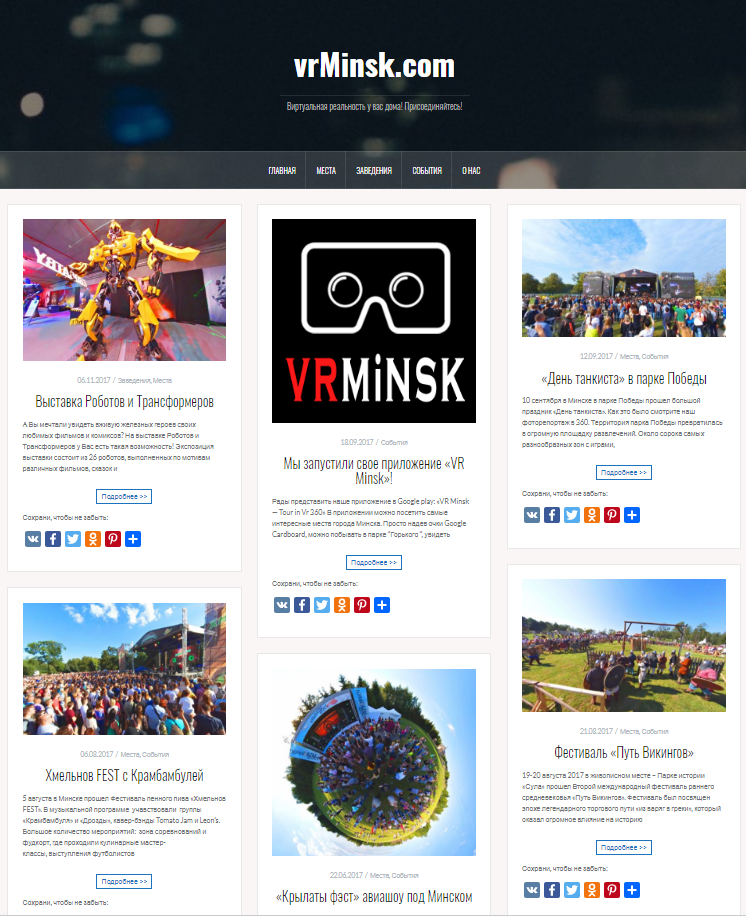 vrMinsk.com
Виртуальная реальность у вас дома! Присоединяйтесь!
ГЛАВНАЯ МЕСТА ЗАВЕДЕНИЯ СОБЫТИЯ О НАС
06.11.2017 / Заведения, Места
Выставка Роботов и Трансформеров
А Вы мечтали увидеть вживую железных героев своих
любимых фильмов и комиксов? На выставке Роботов и
Трансформеров у Вас есть такая возможность! Экспозиция
выставки состоит из 26 роботов, выполненных по мотивам
различных фильмов, сказок и
Подробнее >>
Сохрани, чтобы не забыть:
06.08.2017 / Места, События
Хмельнов FEST с Крамбамбулей
5 августа в Минске прошел Фестиваль пенного пива «Хмельнов
FEST». В музыкальной программе учавствовали группы
«Крамбамбуля» и «Дрозды», кавер-бэнды Tomato Jam и Leon's.
Большое количество мероприятий: зона соревнований и
фудкорт, где проходили кулинарные мастер-
классы, выступления футболистов
Подробнее >>
Сохрани, чтобы не забыть:
VRMiNSK
18.09.2017 / События
Мы запустили свое приложение «VR
Minsk»!
Рады представить наше приложение в Google play: «VR Minsk
– Tour in Vr 360» В приложении можно посетить самые
интересные места города Минска. Просто надев очки Google
Cardboard, можно побывать в парке "Горького ", увидеть
Подробнее >>
Сохрани, чтобы не забыть:
22.06.2017 / Места, События
«Крылаты фэст» авиашоу под Минском
12.09.2017 / Места, События
«День танкиста» в парке Победы
10 сентября в Минске в парке Победы прошел большой
праздник «День танкиста». Как это было смотрите наш
фоторепортаж в 360. Территория парка Победы превратилась
в огромную площадку развлечений. Около сорока самых
разнообразных зон с играми,
Подробнее >>
Сохрани, чтобы не забыть:
21.08.2017 / Места, События
Фестиваль «Путь Викингов»
19-20 августа 2017 в живописном месте – Парке истории
«Сула» прошел Второй международный фестиваль раннего
средневековья «Путь Викингов». Фестиваль был посвящен
эпохе легендарного торгового пути «из варяг в греки», который
оказал огромное влияние на историю
Подробнее >>
Сохрани, чтобы не забыть: